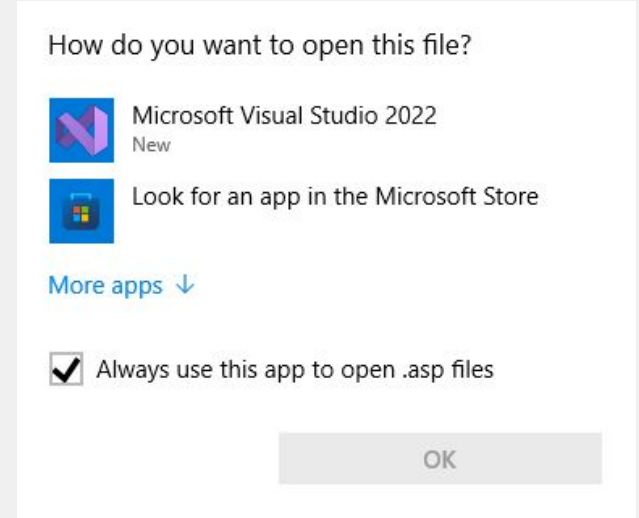 How do you want to open this file?
Microsoft Visual Studio 2022
New
Look for an app in the Microsoft Store
More apps ↓
Always use this app to open .asp files
OK